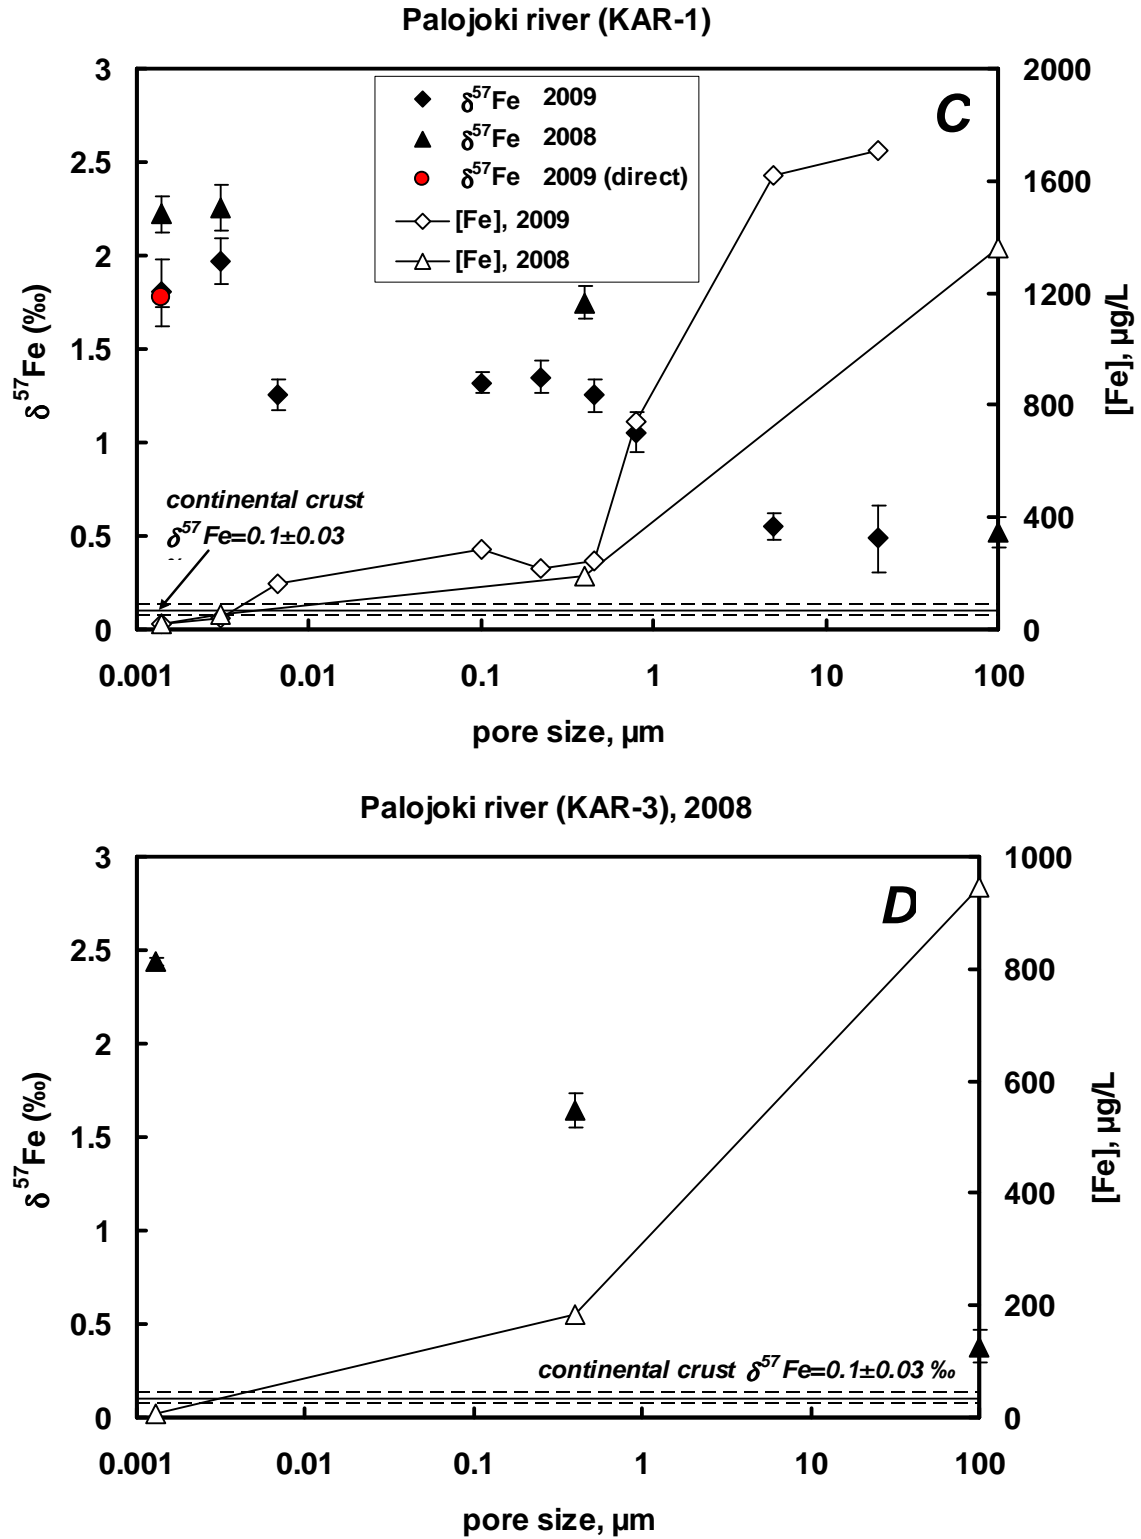 Palojoki river (KAR-1)
3
2.5
2
1.5
1
0.5
0
δ⁵⁷Fe (‰)
δ⁵⁷Fe 2009
δ⁵⁷Fe 2008
δ⁵⁷Fe 2009 (direct)
[Fe], 2009
[Fe], 2008
C
continental crust
δ⁵⁷Fe=0.1±0.03
2000
1600
1200
800
400
0
[Fe], µg/L
0.001 0.01 0.1 1 10 100
pore size, µm
Palojoki river (KAR-3), 2008
3
2.5
2
1.5
1
0.5
0
δ⁵⁷Fe (‰)
D
continental crust δ⁵⁷Fe=0.1±0.03 ‰
1000
800
600
400
200
0
[Fe], µg/L
0.001 0.01 0.1 1 10 100
pore size, µm